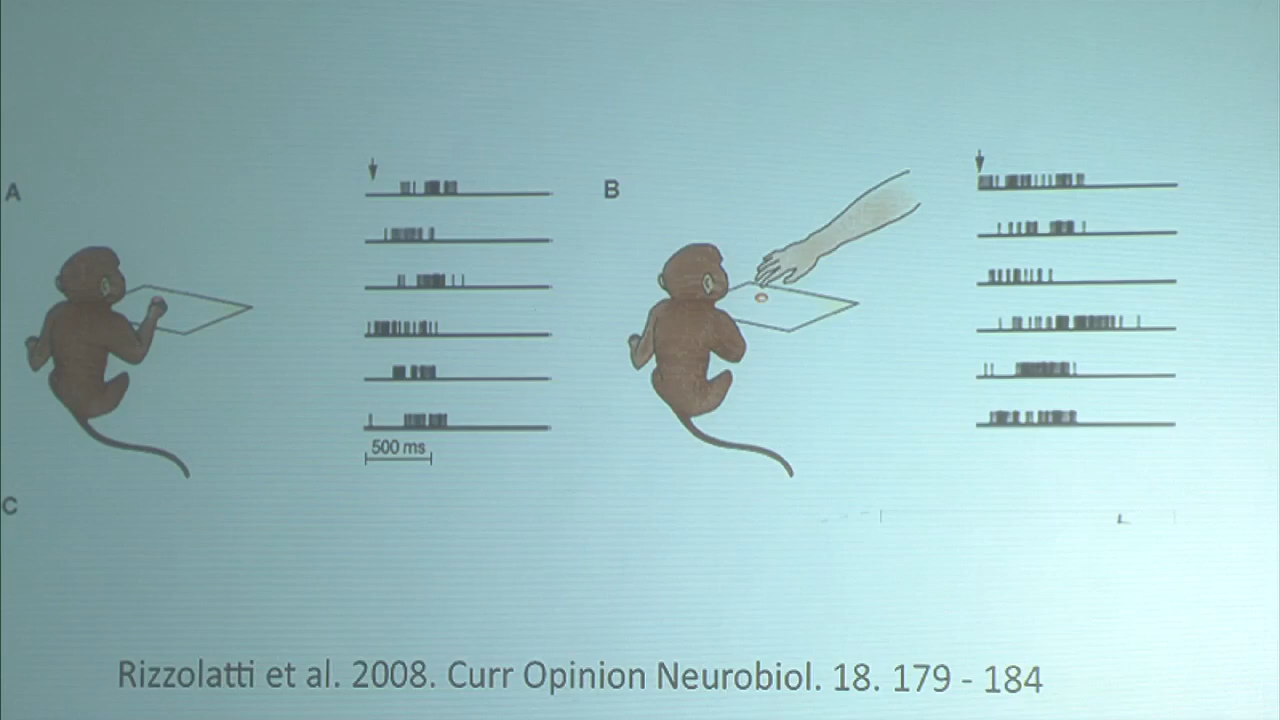 A
B
500 ms
C
Rizzolatti et al. 2008. Curr Opinion Neurobiol. 18. 179 - 184